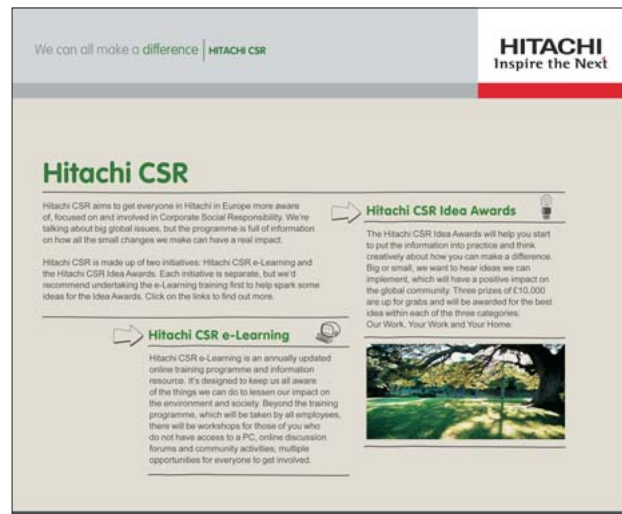 We can all make a difference | HITACHI CSR
HITACHI
Inspire the Next
Hitachi CSR
Hitachi CSR aims to get everyone in Hitachi in Europe more aware
of, focused on and involved in Corporate Social Responsibility. We're
talking about big global issues, but the programme is full of information
on how all the small changes we make can have a real impact.
Hitachi CSR is made up of two initiatives: Hitachi CSR e-Learning and
the Hitachi CSR Idea Awards. Each initiative is separate, but we'd
recommend undertaking the e-Learning training first to help spark some
ideas for the Idea Awards. Click on the links to find out more.
Hitachi CSR e-Learning
Hitachi CSR e-Learning is an annually updated
online training programme and information
resource. It's designed to keep us all aware
of the things we can do to lessen our impact on
the environment and society. Beyond the training
programme, which will be taken by all employees,
there will be workshops for those of you who
do not have access to a PC, online discussion
forums and community activities; multiple
opportunities for everyone to get involved.
Hitachi CSR Idea Awards
The Hitachi CSR Idea Awards will help you start
to put the information into practice and think
creatively about how you can make a difference.
Big or small, we want to hear ideas we can
implement, which will have a positive impact on
the global community. Three prizes of £10,000
are up for grabs and will be awarded for the best
idea within each of the three categories:
Our Work, Your Work and Your Home.